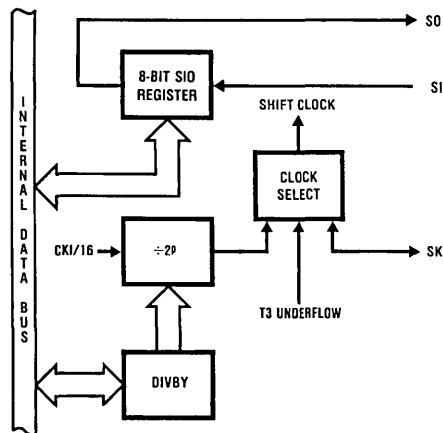 SO
8-BIT SIO
REGISTER
SI
SHIFT CLOCK
INTERNAL DATA BUS
CLOCK
SELECT
CKI/16
÷2P
SK
T3 UNDERFLOW
DIVBY